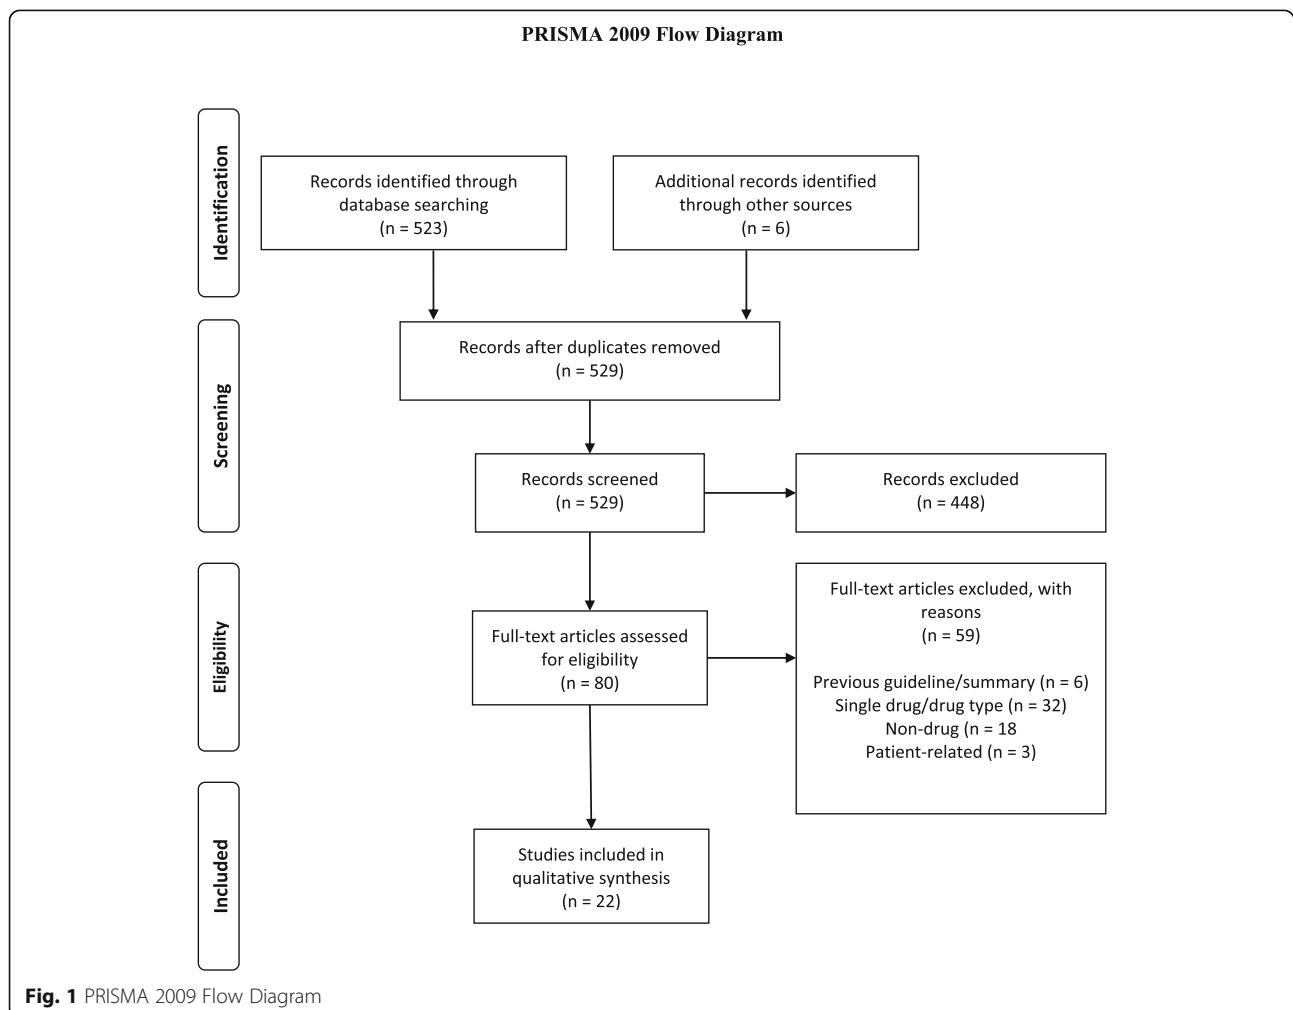 PRISMA 2009 Flow Diagram
Identification
Records identified through
database searching
(n = 523)
Additional records identified
through other sources
(n = 6)
Screening
Records after duplicates removed
(n = 529)
Records screened
(n = 529)
Records excluded
(n = 448)
Eligibility
Full-text articles assessed
for eligibility
(n = 80)
Full-text articles excluded, with
reasons
(n = 59)
Previous guideline/summary (n = 6)
Single drug/drug type (n = 32)
Non-drug (n = 18
Patient-related (n = 3)
Included
Studies included in
qualitative synthesis
(n = 22)
Fig. 1 PRISMA 2009 Flow Diagram